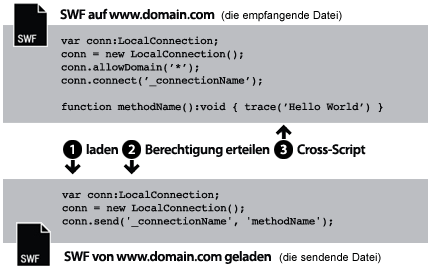 SWF auf www.domain.com (die empfangende Datei)
SWF
var conn:LocalConnection;
conn = new LocalConnection();
conn.allowDomain('*');
conn.connect('_connectionName');
function methodName():void { trace('Hello World') }
1 laden 2 Berechtigung erteilen 3 Cross-Script
var conn:LocalConnection;
conn = new LocalConnection();
conn.send('_connectionName', 'methodName');
SWF
SWF von www.domain.com geladen (die sendende Datei)